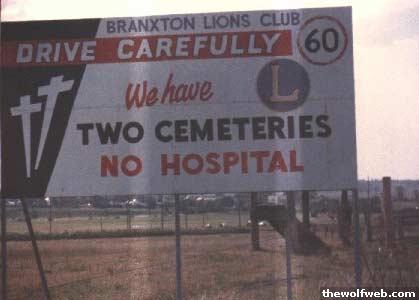 BRANXTON LIONS CLUB
DRIVE CAREFULLY
60
We have
L
TWO CEMETERIES
NO HOSPITAL
thewolfweb.com